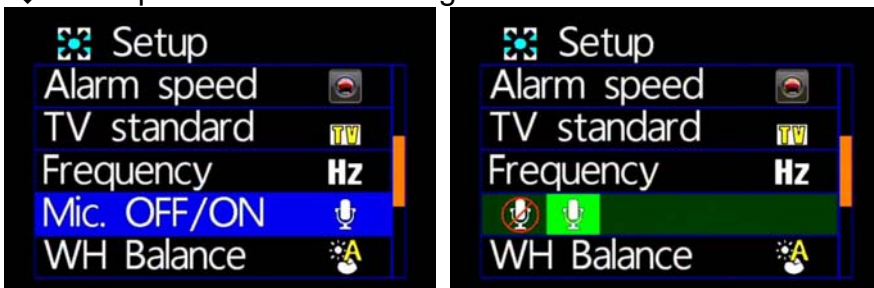 Setup
Alarm speed
TV standard TV
Frequency Hz
Mic. OFF/ON
WH Balance A
Setup
Alarm speed
TV standard TV
Frequency Hz
WH Balance A